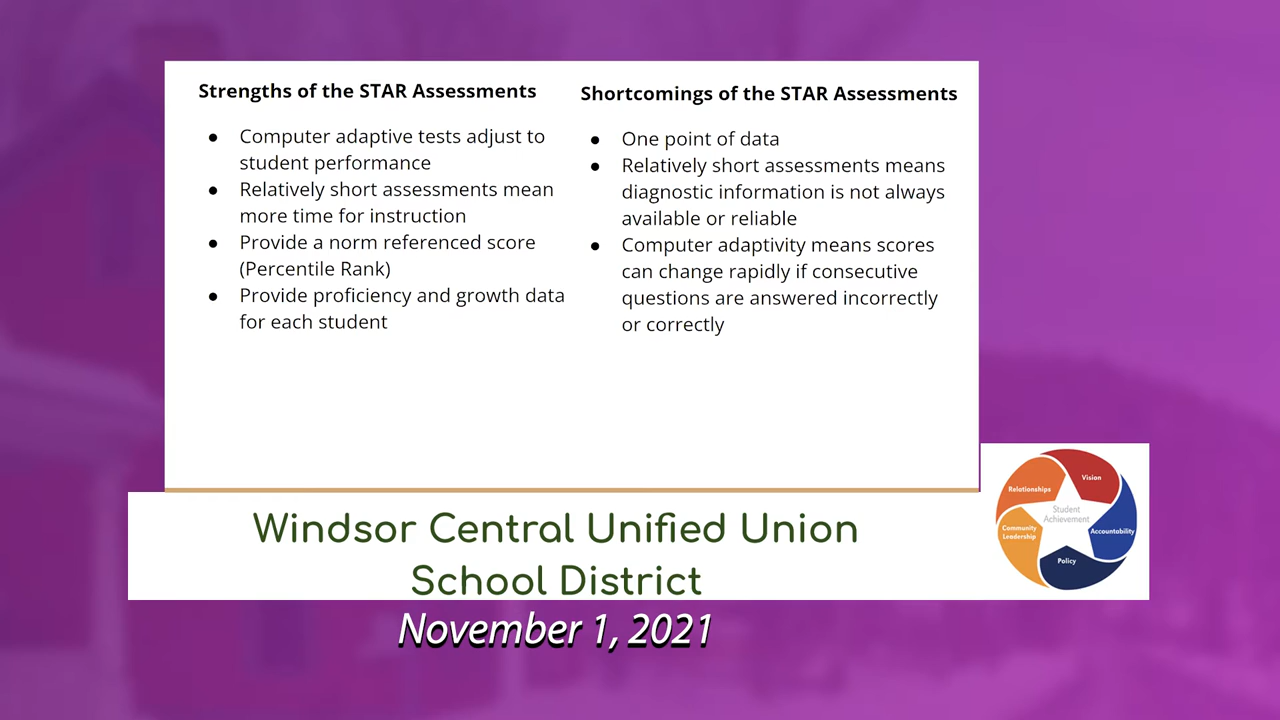 Strengths of the STAR Assessments
● Computer adaptive tests adjust to
student performance
● Relatively short assessments mean
more time for instruction
● Provide a norm referenced score
(Percentile Rank)
● Provide proficiency and growth data
for each student
Shortcomings of the STAR Assessments
● One point of data
● Relatively short assessments means
diagnostic information is not always
available or reliable
● Computer adaptivity means scores
can change rapidly if consecutive
questions are answered incorrectly
or correctly
Windsor Central Unified Union
School District
November 1, 2021
Vision
Relationships
Student
Achievement
Community
Leadership
Accountability
Policy